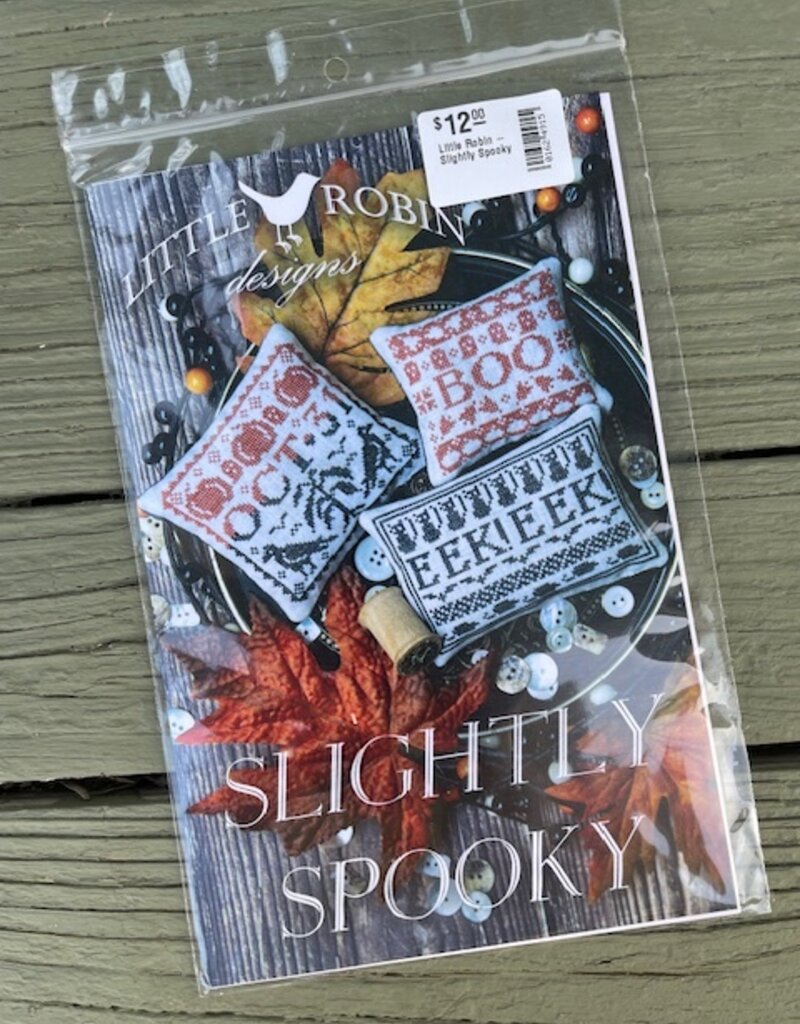 $12.00
Little Robin --
Slightly Spooky
LITTLE ROBIN
designs
BOO
OCT·31
EEK!EEK
SLIGHTLY
SPOOKY